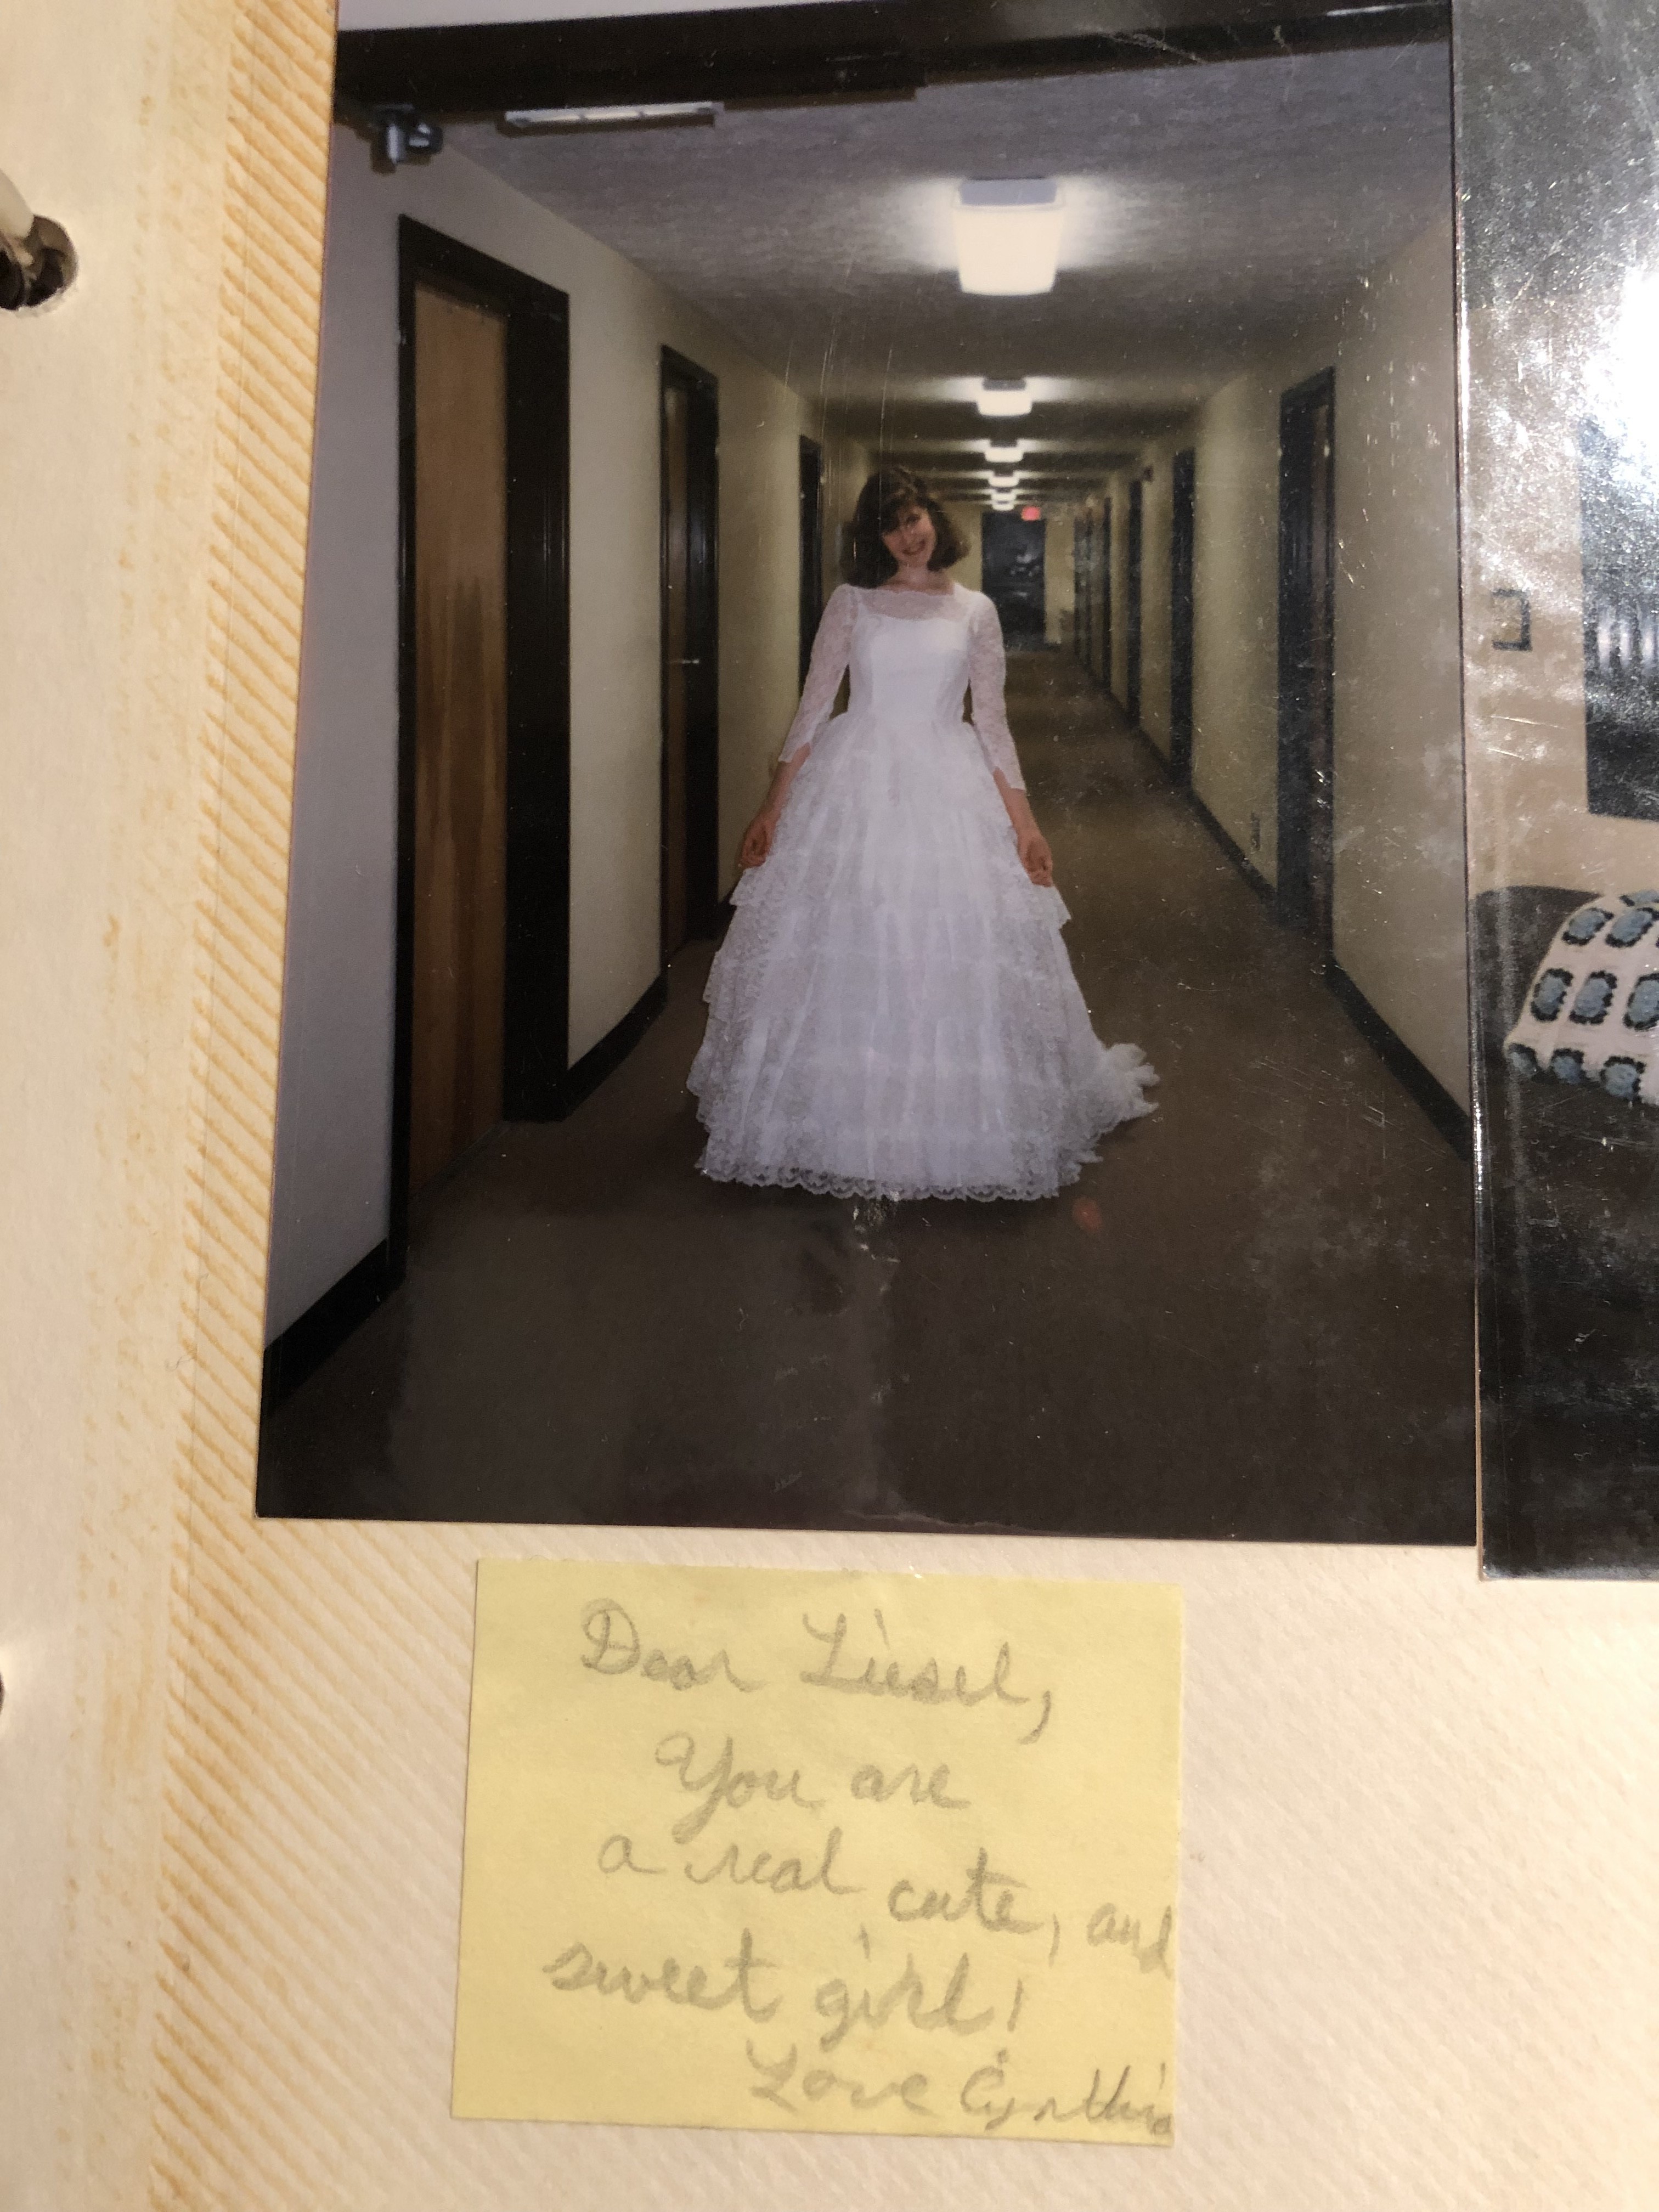 Dear Liesel,
You are
a real cute, and
sweet girl!
Love Cynthia